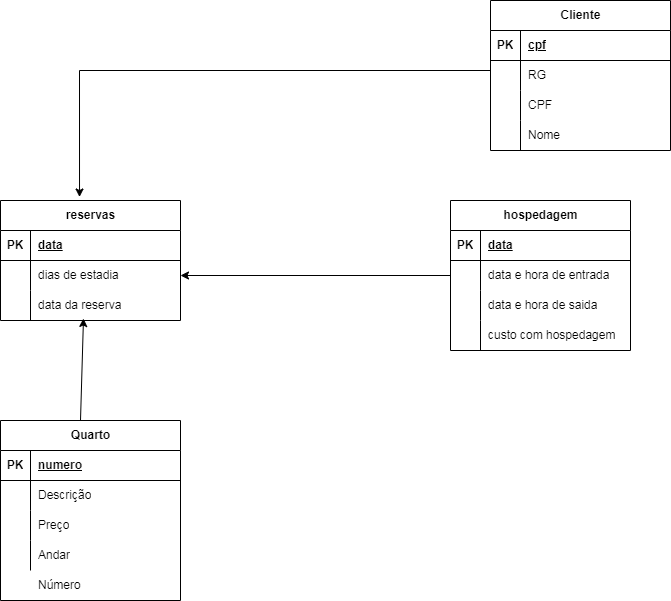 Cliente
PK cpf
RG
CPF
Nome
reservas
PK data
dias de estadia
data da reserva
hospedagem
PK data
data e hora de entrada
data e hora de saida
custo com hospedagem
Quarto
PK numero
Descrição
Preço
Andar
Número